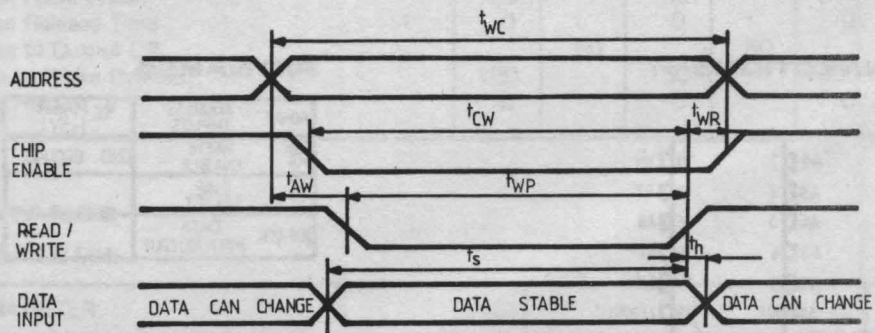 tWC
ADDRESS
tCW
tWR
CHIP
ENABLE
tAW
tWP
READ /
WRITE
ts
th
DATA
INPUT
DATA CAN CHANGE
DATA STABLE
DATA CAN CHANGE